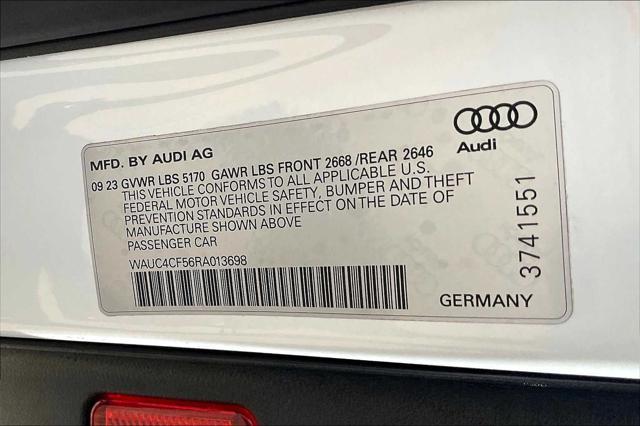 MFD. BY AUDI AG
Audi
09 23 GVWR LBS 5170 GAWR LBS FRONT 2668 /REAR 2646
THIS VEHICLE CONFORMS TO ALL APPLICABLE U.S.
FEDERAL MOTOR VEHICLE SAFETY, BUMPER AND THEFT
PREVENTION STANDARDS IN EFFECT ON THE DATE OF
MANUFACTURE SHOWN ABOVE
PASSENGER CAR
WAUC4CF56RA013698
3741551
GERMANY